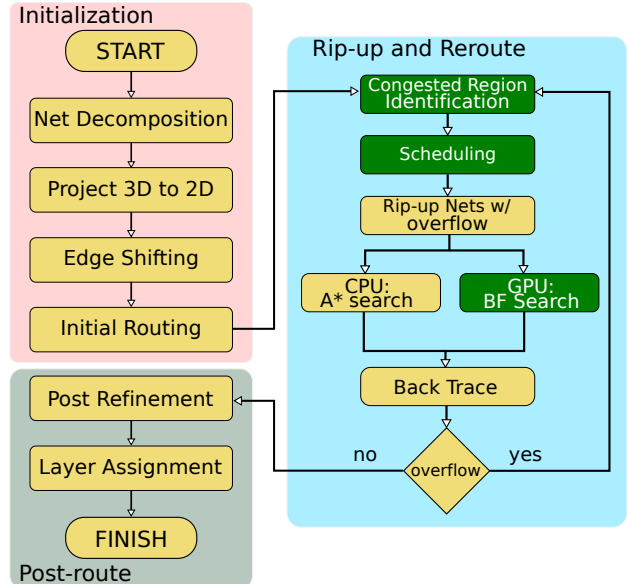 Initialization
START
Net Decomposition
Project 3D to 2D
Edge Shifting
Initial Routing
Rip-up and Reroute
Congested Region
Identification
Scheduling
Rip-up Nets w/
overflow
CPU:
A* search
GPU:
BF Search
Back Trace
overflow
no
yes
Post Refinement
Layer Assignment
FINISH
Post-route